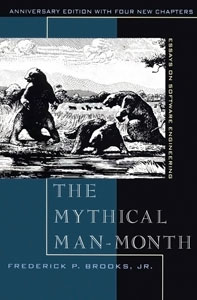 ANNIVERSARY EDITION WITH FOUR NEW CHAPTERS
ESSAYS ON SOFTWARE ENGINEERING
THE
MYTHICAL
MAN-MONTH
FREDERICK P. BROOKS, JR.